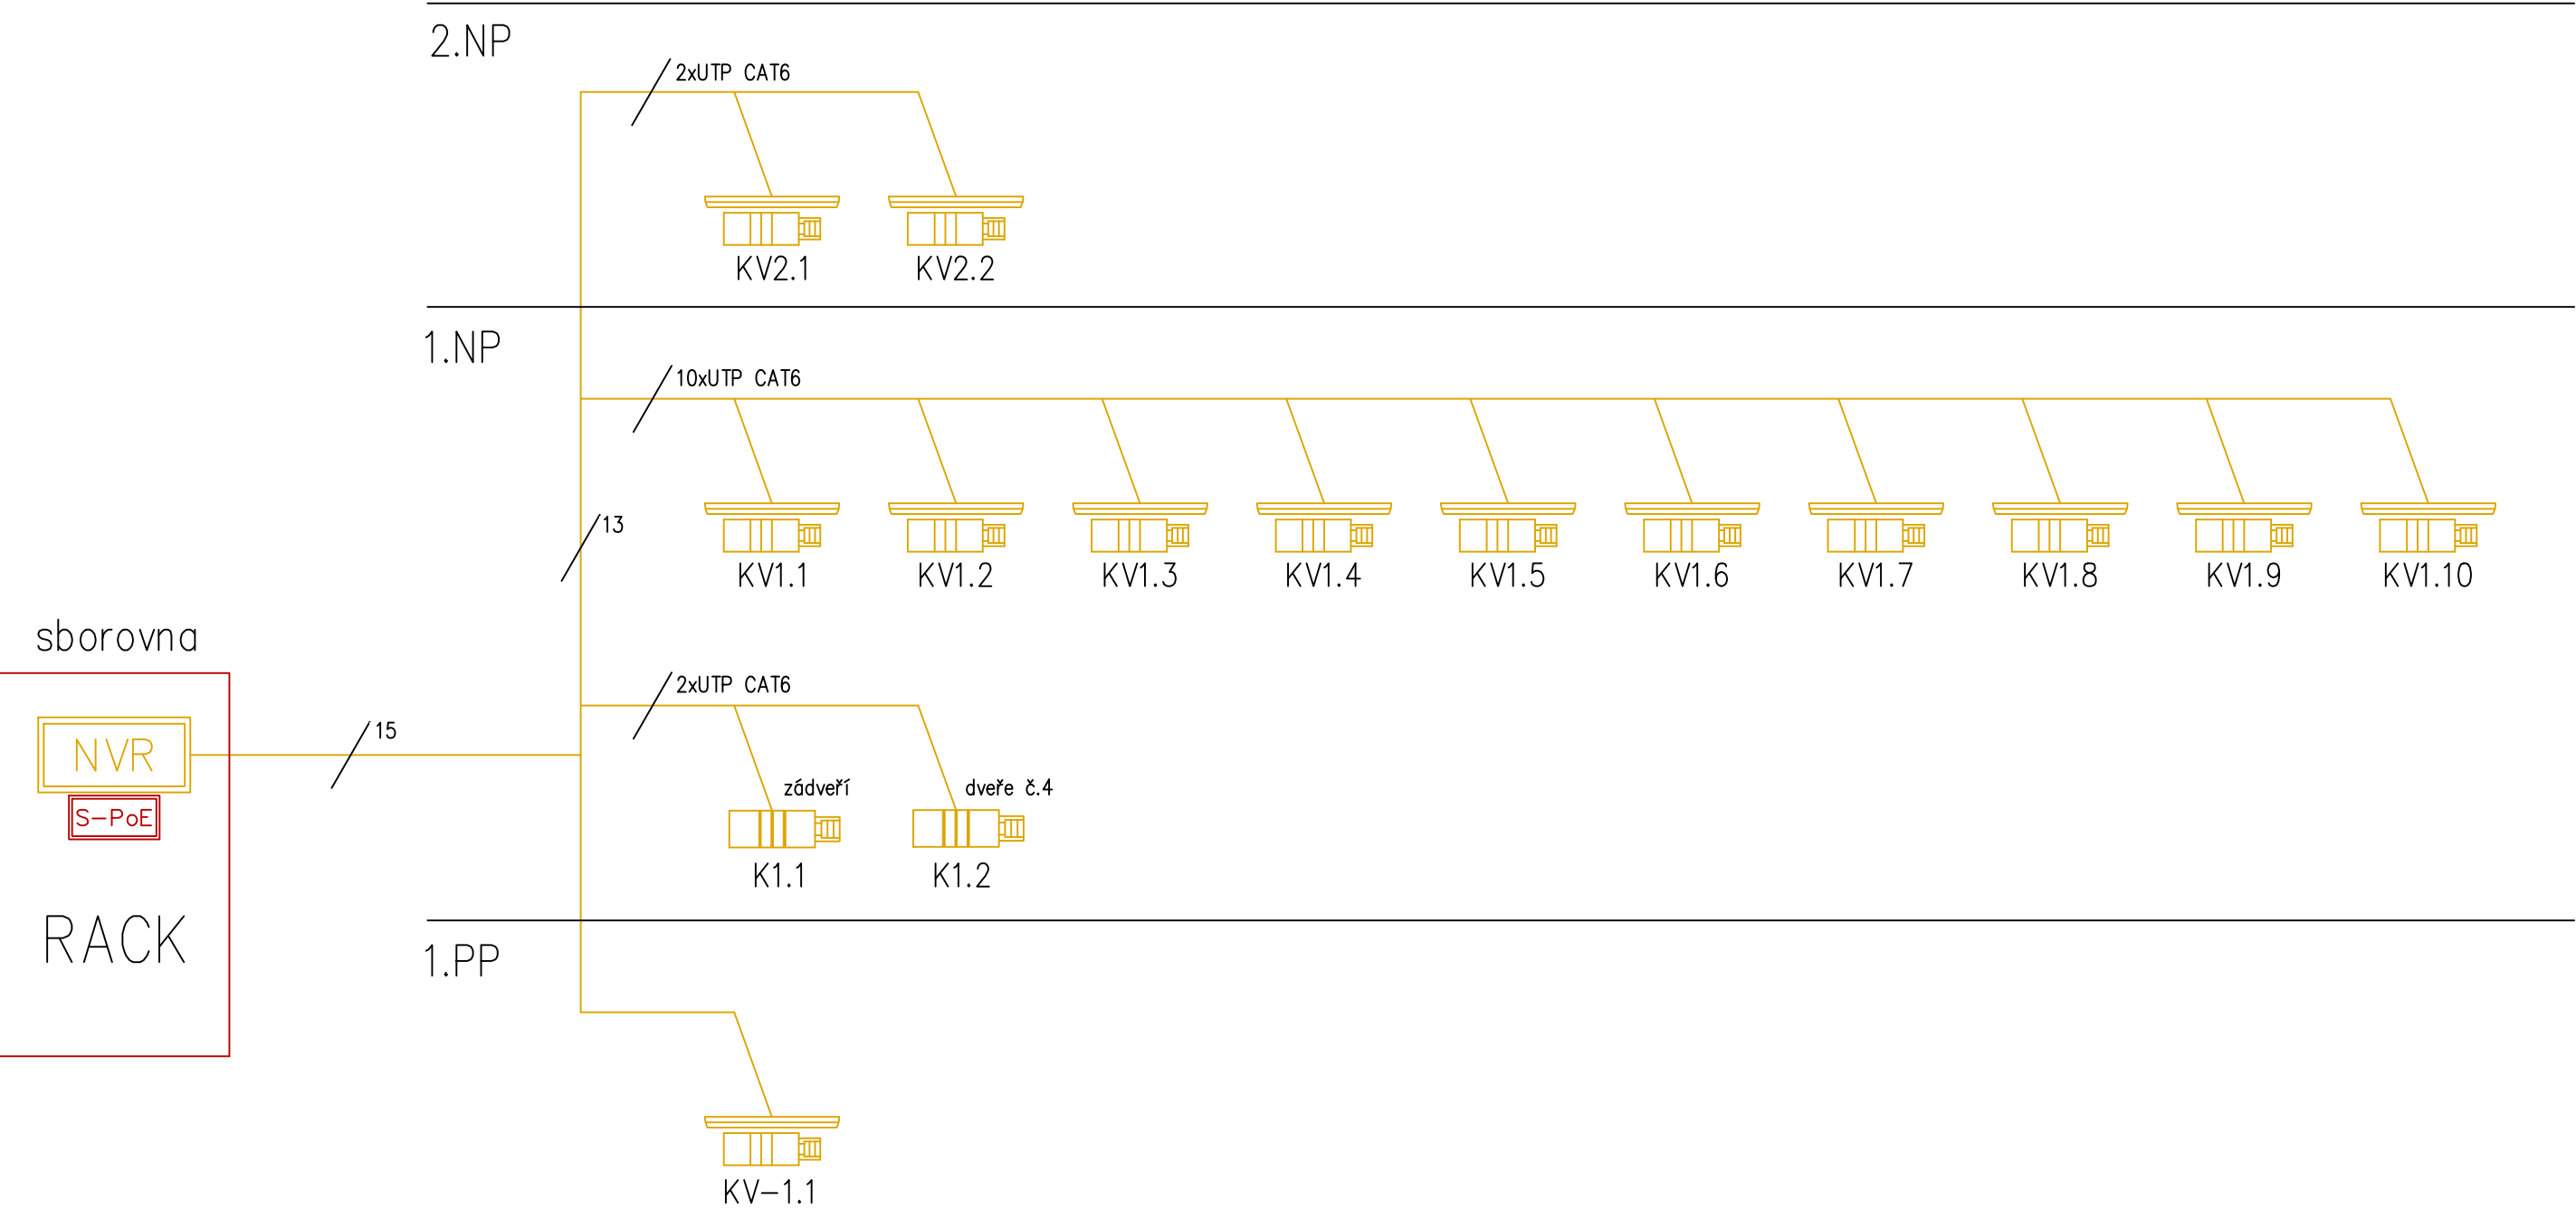 2.NP
2xUTP CAT6
KV2.1
KV2.2
1.NP
10xUTP CAT6
KV1.1
KV1.2
KV1.3
KV1.4
KV1.5
KV1.6
KV1.7
KV1.8
KV1.9
KV1.10
13
sborovna
NVR
S-PoE
RACK
15
2xUTP CAT6
zádveří
dveře č.4
K1.1
K1.2
1.PP
KV-1.1